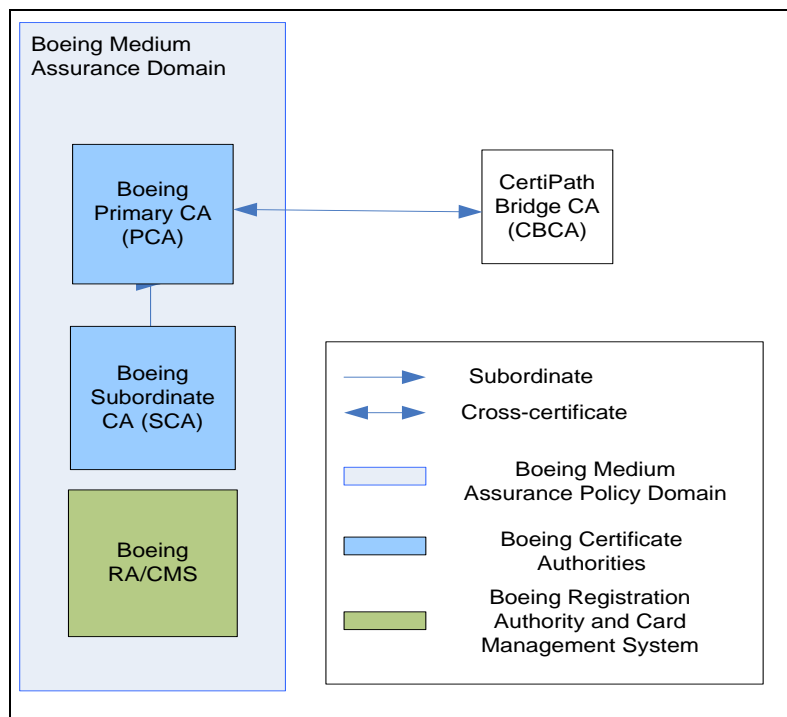 Boeing Medium
Assurance Domain
Boeing
Primary CA
(PCA)
CertiPath
Bridge CA
(CBCA)
Boeing
Subordinate
CA (SCA)
Boeing
RA/CMS
Subordinate
Cross-certificate
Boeing Medium
Assurance Policy Domain
Boeing Certificate
Authorities
Boeing Registration
Authority and Card
Management System